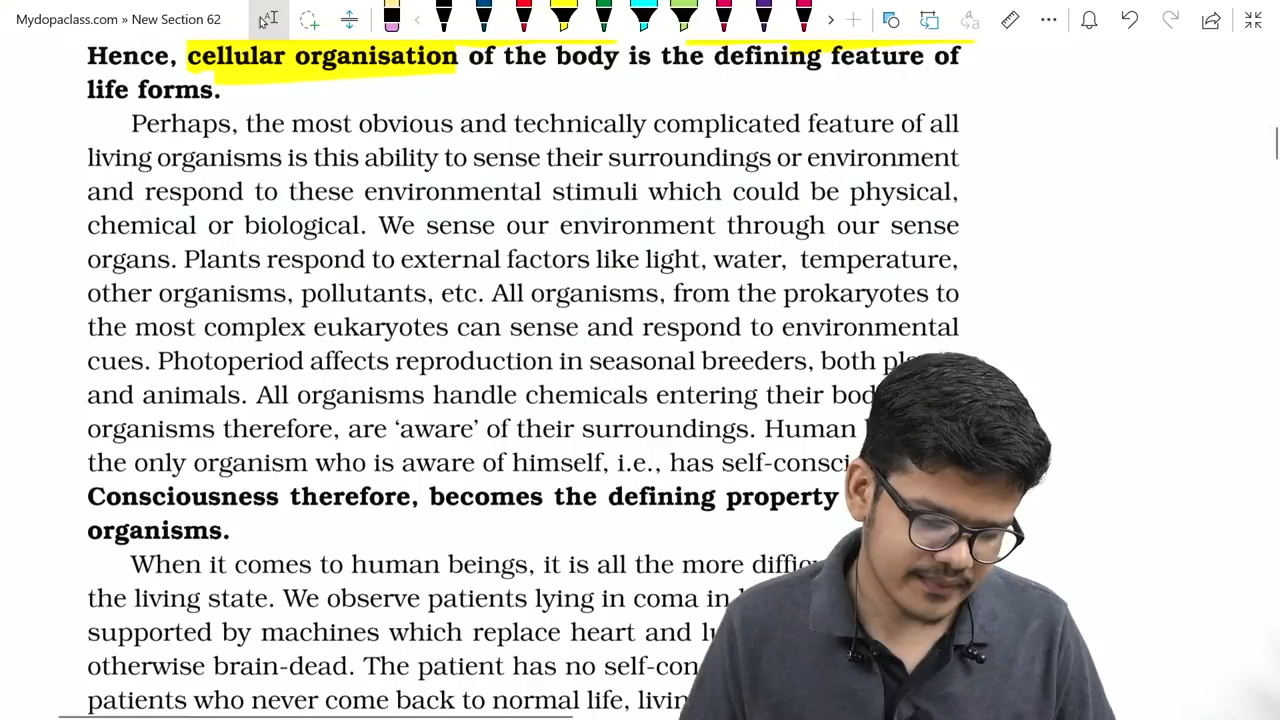 Mydopaclass.com » New Section 62
Hence, cellular organisation of the body is the defining feature of
life forms.
Perhaps, the most obvious and technically complicated feature of all
living organisms is this ability to sense their surroundings or environment
and respond to these environmental stimuli which could be physical,
chemical or biological. We sense our environment through our sense
organs. Plants respond to external factors like light, water, temperature,
other organisms, pollutants, etc. All organisms, from the prokaryotes to
the most complex eukaryotes can sense and respond to environmental
cues. Photoperiod affects reproduction in seasonal breeders, both
and animals. All organisms handle chemicals entering their
organisms therefore, are ‘aware’ of their surroundings. Human
the only organism who is aware of himself, i.e., has
Consciousness therefore, becomes the defining property
organisms.
When it comes to human beings, it is all the more
the living state. We observe patients lying in coma in
supported by machines which replace heart and
otherwise brain-dead. The patient has no
patients who never come back to normal life,